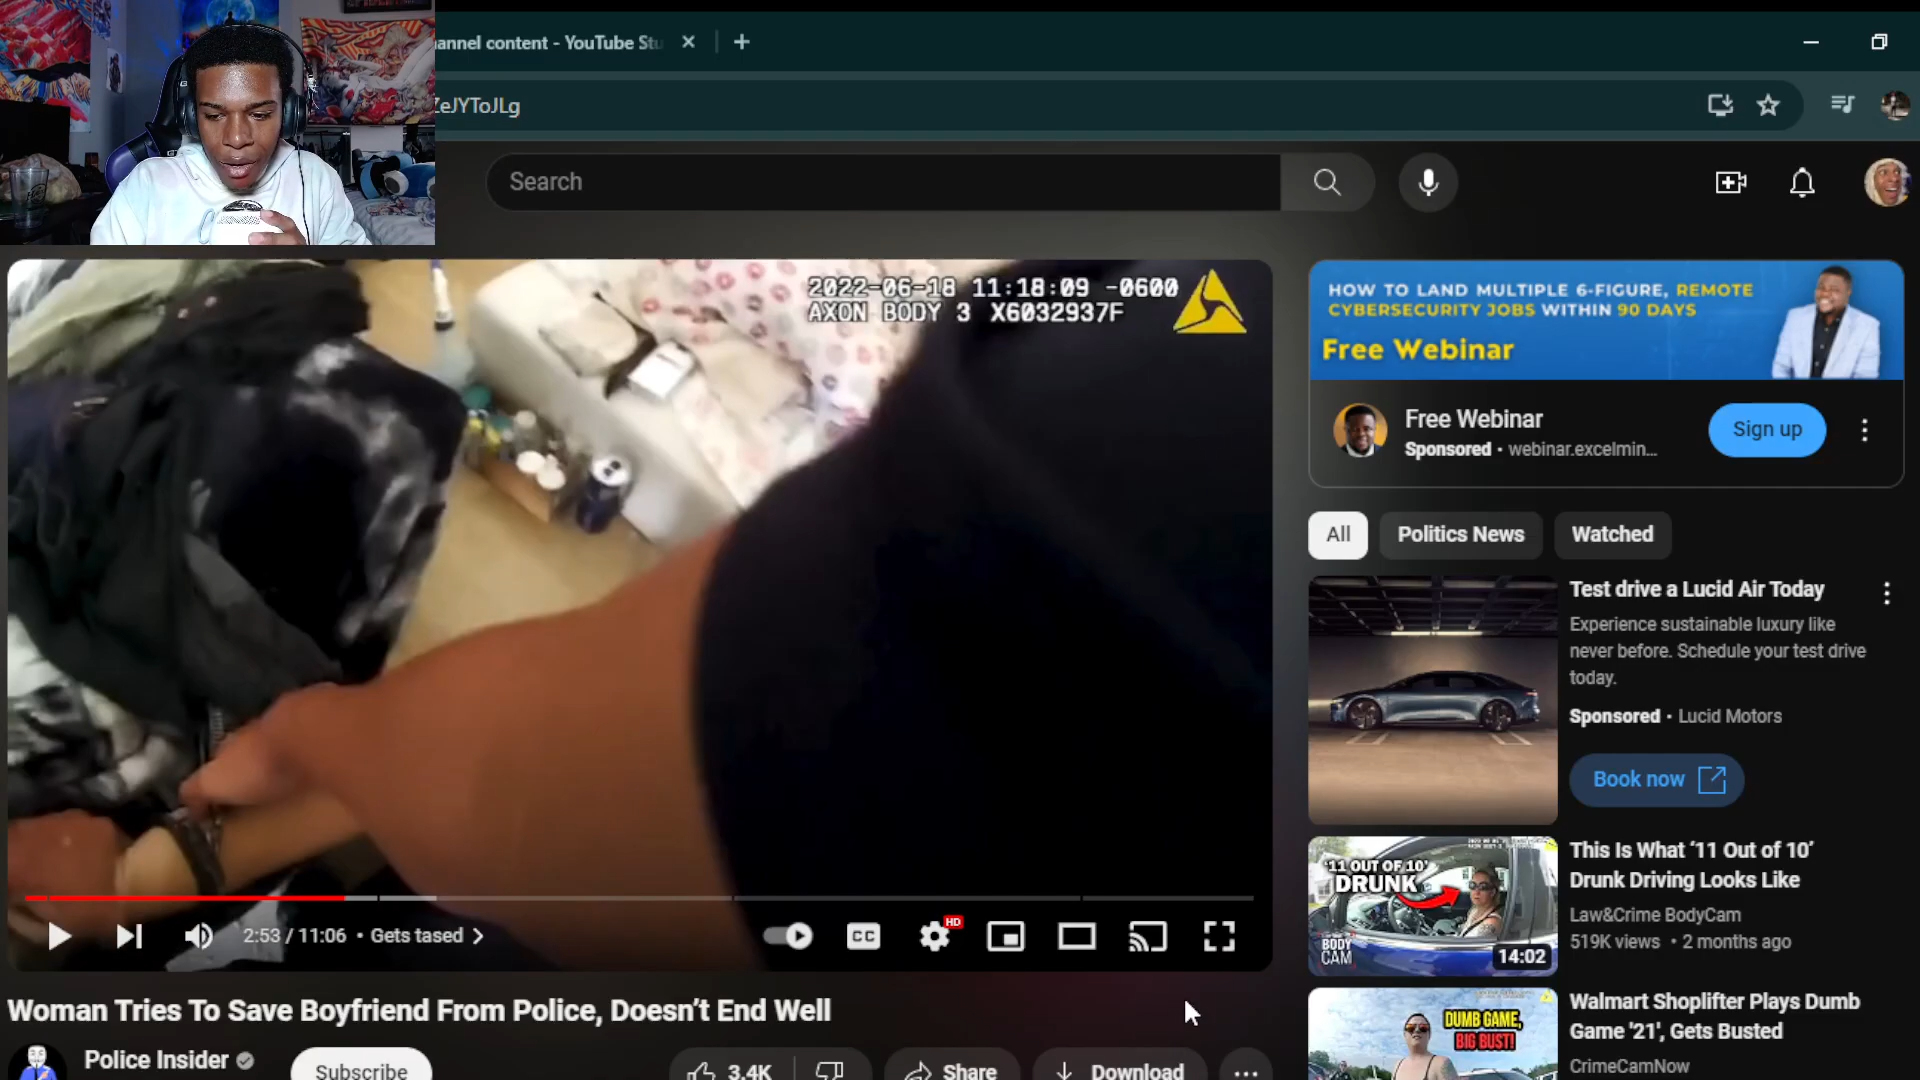 annel content - YouTube Stu
ZeJYToJLg
Search
2022-06-18 11:18:09 -0600
AXON BODY 3 X6032937F
HOW TO LAND MULTIPLE 6-FIGURE, REMOTE
CYBERSECURITY JOBS WITHIN 90 DAYS
Free Webinar
Free Webinar
Sponsored • webinar.excelmin...
Sign up
All
Politics News
Watched
Test drive a Lucid Air Today
Experience sustainable luxury like
never before. Schedule your test drive
today.
Sponsored • Lucid Motors
Book now
'11 OUT OF 10'
DRUNK
BODY
CAM
14:02
This Is What ‘11 Out of 10’
Drunk Driving Looks Like
Law&Crime BodyCam
519K views • 2 months ago
DUMB GAME,
BIG BUST!
Walmart Shoplifter Plays Dumb
Game '21', Gets Busted
CrimeCamNow
2:53 / 11:06 • Gets tased
CC
HD
Woman Tries To Save Boyfriend From Police, Doesn’t End Well
Police Insider
Subscribe
3.4K
Share
Download